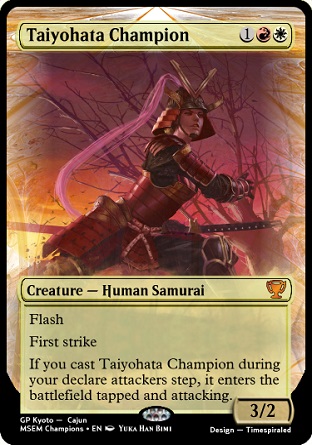 Taiyohata Champion 1
Creature — Human Samurai
Flash
First strike
If you cast Taiyohata Champion during
your declare attackers step, it enters the
battlefield tapped and attacking.
3/2
GP Kyoto — Cajun
MSEM Champions • EN Yuka Han Bimi
Design — Timespiraled